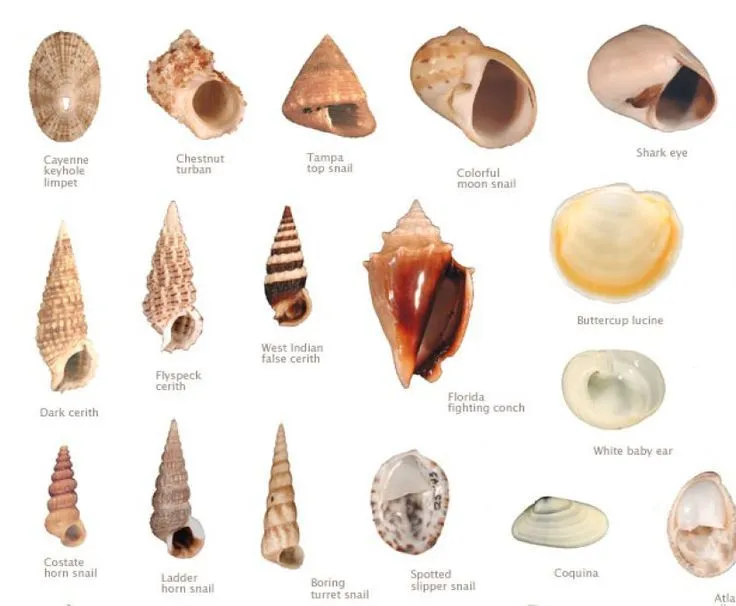 Cayenne
keyhole
limpet
Chestnut
turban
Tampa
top snail
Colorful
moon snail
Shark eye
Buttercup lucine
West Indian
false cerith
Flyspeck
cerith
Florida
fighting conch
Dark cerith
White baby ear
Costate
horn snail
Ladder
horn snail
Boring
turret snail
Spotted
slipper snail
Coquina
Atla